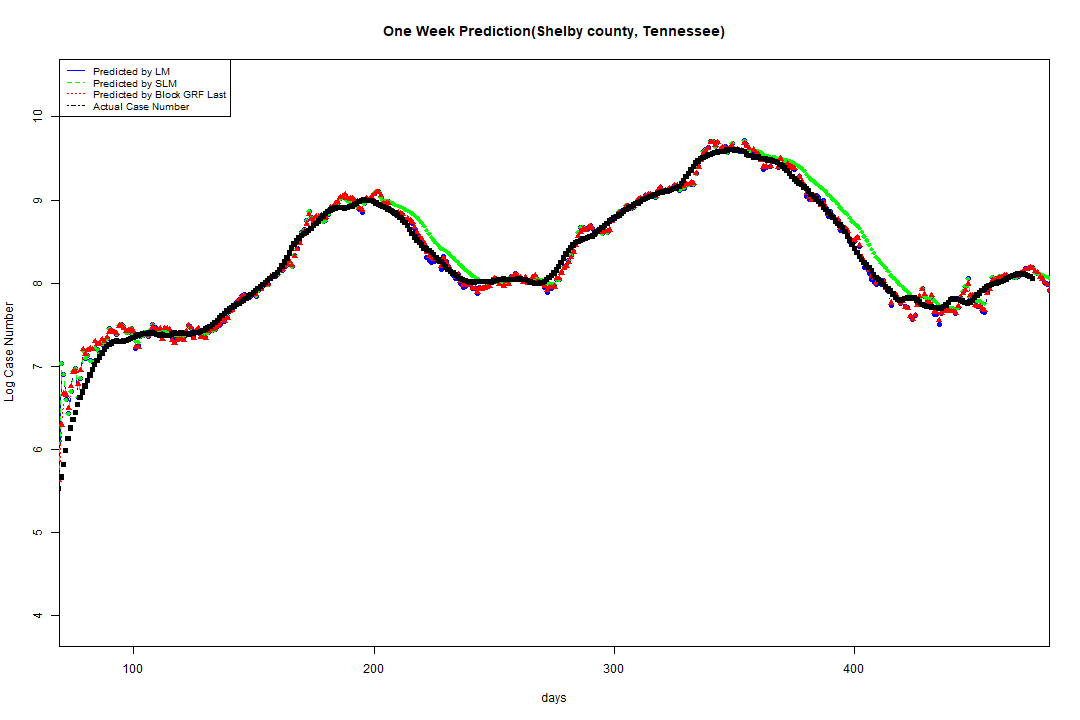 One Week Prediction(Shelby county, Tennessee)
Predicted by LM
Predicted by SLM
Predicted by Block GRF Last
Actual Case Number
10
9
8
7
6
5
4
Log Case Number
100 200 300 400
days